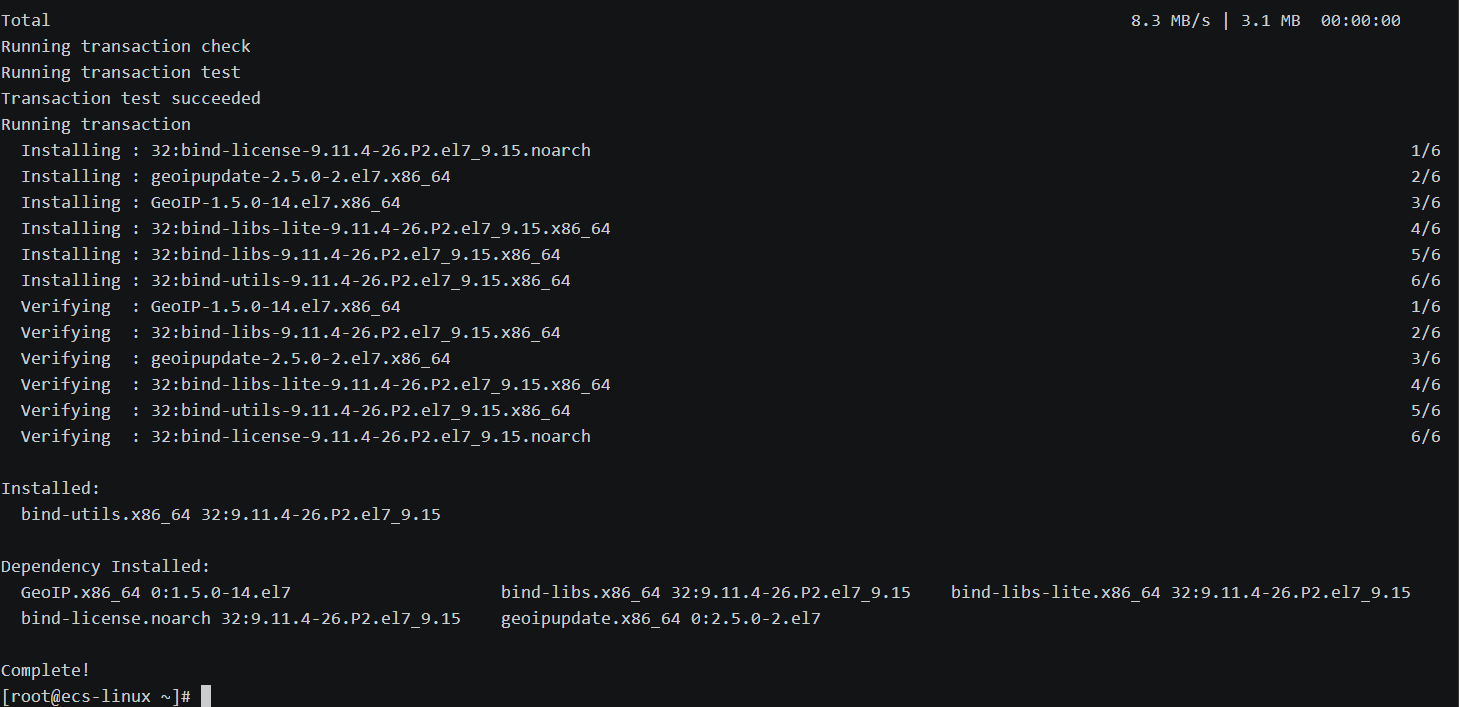 Total 8.3 MB/s | 3.1 MB 00:00:00
Running transaction check
Running transaction test
Transaction test succeeded
Running transaction
Installing : 32:bind-license-9.11.4-26.P2.el7_9.15.noarch 1/6
Installing : geoipupdate-2.5.0-2.el7.x86_64 2/6
Installing : GeoIP-1.5.0-14.el7.x86_64 3/6
Installing : 32:bind-libs-lite-9.11.4-26.P2.el7_9.15.x86_64 4/6
Installing : 32:bind-libs-9.11.4-26.P2.el7_9.15.x86_64 5/6
Installing : 32:bind-utils-9.11.4-26.P2.el7_9.15.x86_64 6/6
Verifying : GeoIP-1.5.0-14.el7.x86_64 1/6
Verifying : 32:bind-libs-9.11.4-26.P2.el7_9.15.x86_64 2/6
Verifying : geoipupdate-2.5.0-2.el7.x86_64 3/6
Verifying : 32:bind-libs-lite-9.11.4-26.P2.el7_9.15.x86_64 4/6
Verifying : 32:bind-utils-9.11.4-26.P2.el7_9.15.x86_64 5/6
Verifying : 32:bind-license-9.11.4-26.P2.el7_9.15.noarch 6/6
Installed:
bind-utils.x86_64 32:9.11.4-26.P2.el7_9.15
Dependency Installed:
GeoIP.x86_64 0:1.5.0-14.el7 bind-libs.x86_64 32:9.11.4-26.P2.el7_9.15 bind-libs-lite.x86_64 32:9.11.4-26.P2.el7_9.15
bind-license.noarch 32:9.11.4-26.P2.el7_9.15 geoipupdate.x86_64 0:2.5.0-2.el7
Complete!
[root@ecs-linux ~]#